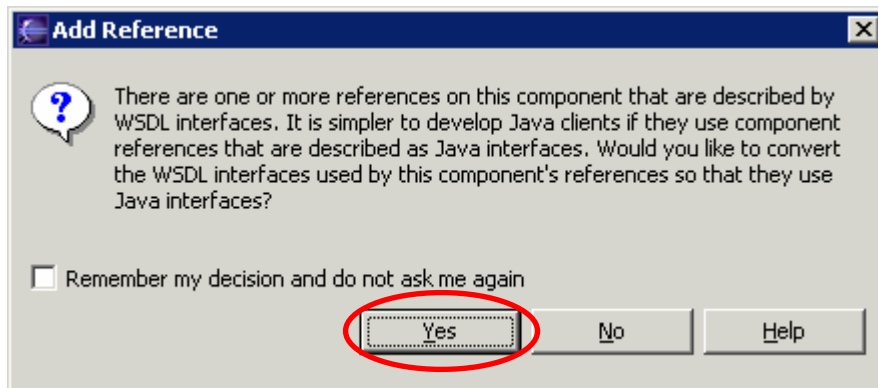 Add Reference
There are one or more references on this component that are described by
WSDL interfaces. It is simpler to develop Java clients if they use component
references that are described as Java interfaces. Would you like to convert
the WSDL interfaces used by this component's references so that they use
Java interfaces?
Remember my decision and do not ask me again
Yes No Help